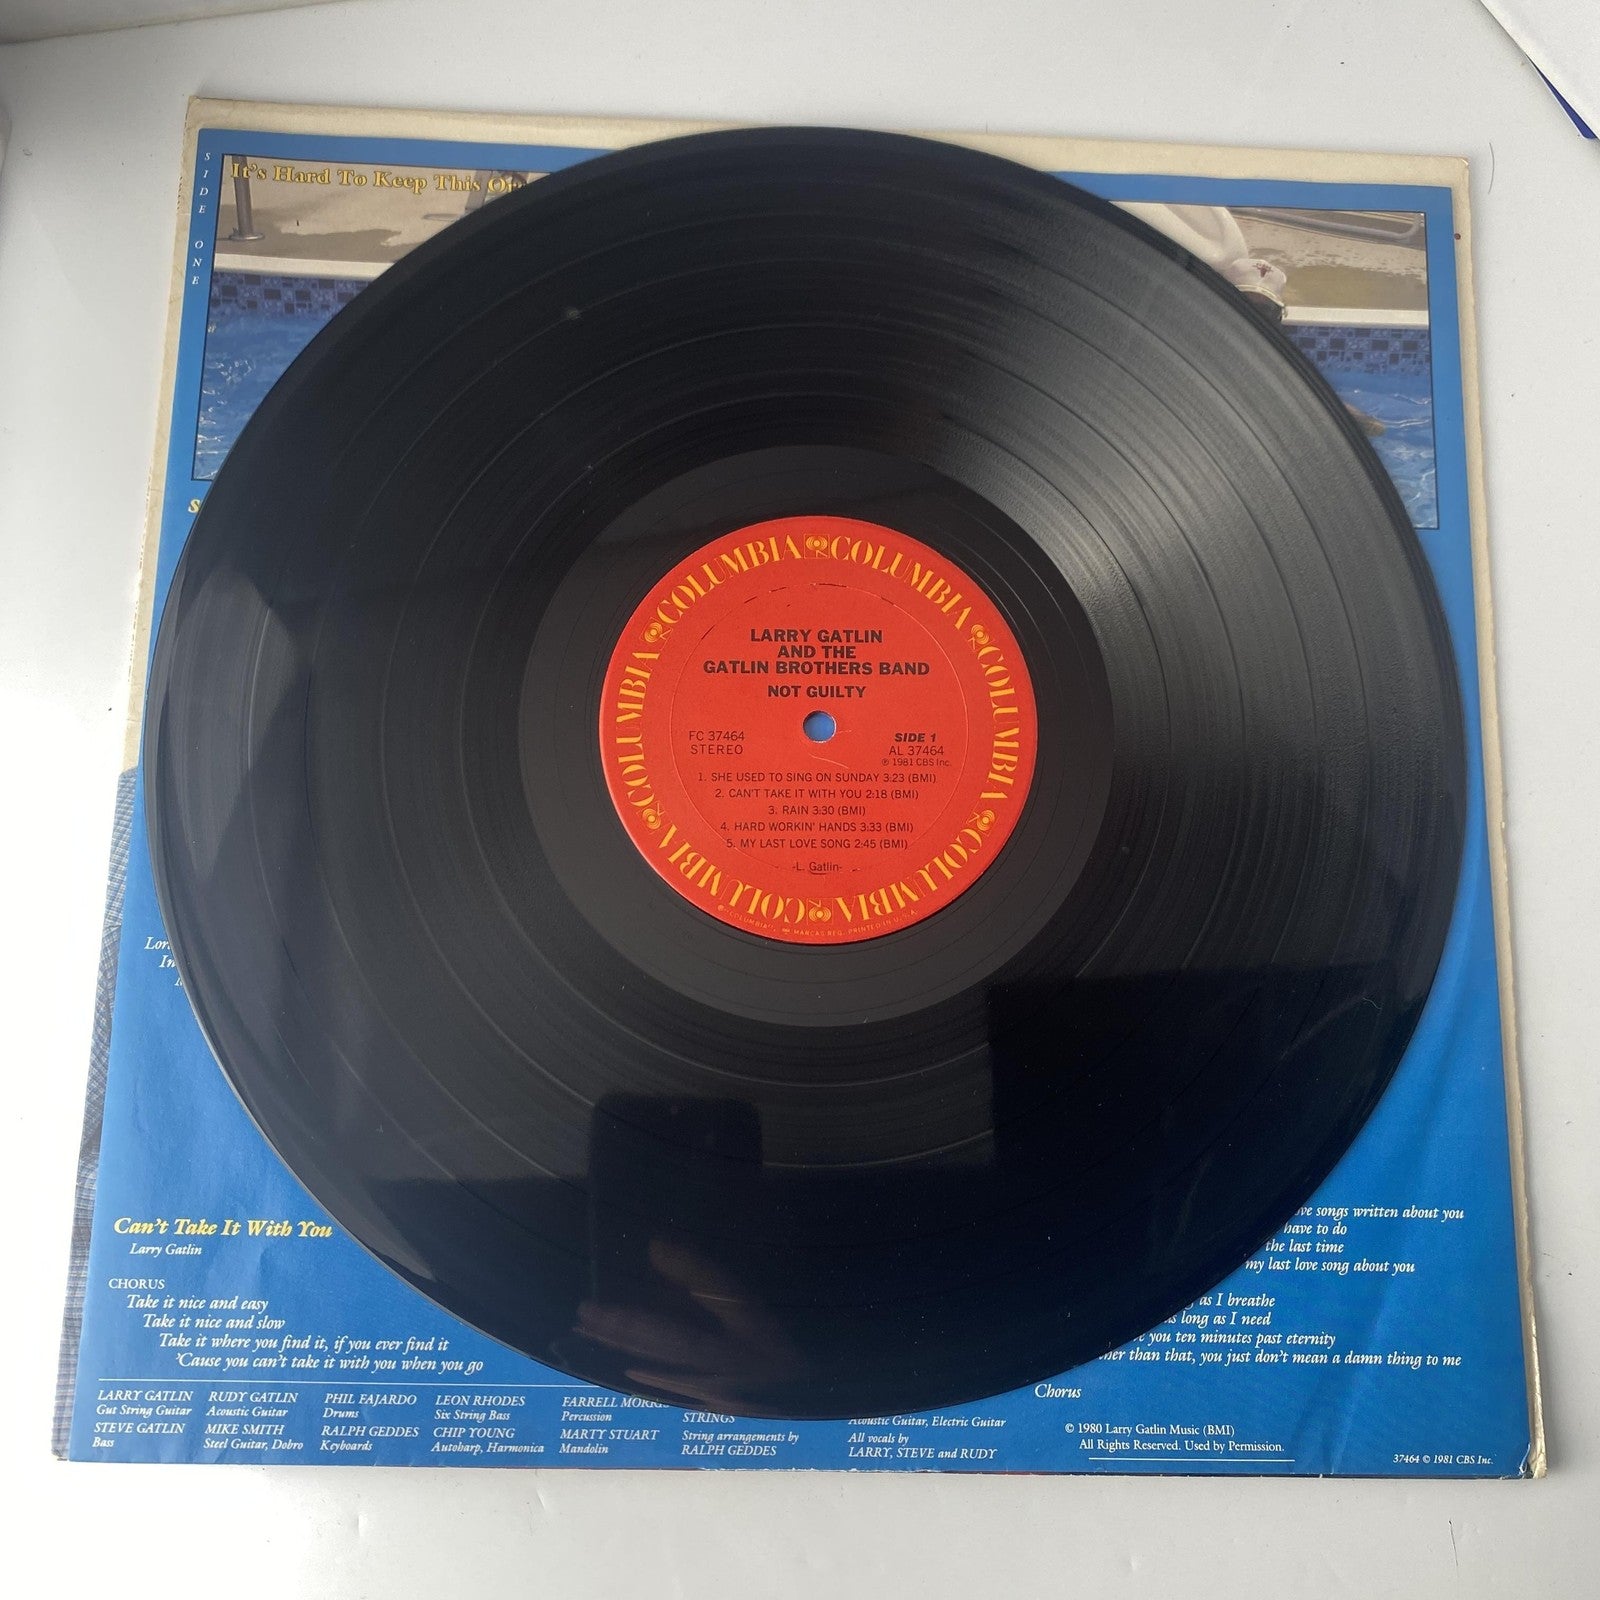 SIDE ONE
It's Hard To Keep This
COLUMBIA COLUMBIA COLUMBIA COLUMBIA COLUMBIA COLUMBIA
LARRY GATLIN
AND THE
GATLIN BROTHERS BAND
NOT GUILTY
FC 37464
STEREO
SIDE 1
AL 37464
℗ 1981 CBS Inc.
1. SHE USED TO SING ON SUNDAY 3:23 (BMI)
2. CAN'T TAKE IT WITH YOU 2:18 (BMI)
3. RAIN 3:30 (BMI)
4. HARD WORKIN' HANDS 3:33 (BMI)
5. MY LAST LOVE SONG 2:45 (BMI)
-L. Gatlin-
"COLUMBIA", MARCAS REG. PRINTED IN U.S.A.
In
Can't Take It With You
Larry Gatlin
CHORUS
Take it nice and easy
Take it nice and slow
Take it where you find it, if you ever find it
'Cause you can't take it with you when you go
songs written about you
have to do
the last time
my last love song about you
as I breathe
as long as I need
you ten minutes past eternity
than that, you just don't mean a damn thing to me
Chorus
© 1980 Larry Gatlin Music (BMI)
All Rights Reserved. Used by Permission.
LARRY GATLIN
Gut String Guitar
STEVE GATLIN
Bass
RUDY GATLIN
Acoustic Guitar
MIKE SMITH
Steel Guitar, Dobro
PHIL FAJARDO
Drums
RALPH GEDDES
Keyboards
LEON RHODES
Six String Bass
CHIP YOUNG
Autoharp, Harmonica
FARRELL
Percussion
MARTY STUART
Mandolin
STRINGS
String arrangements by
RALPH GEDDES
Acoustic Guitar, Electric Guitar
All vocals by
LARRY, STEVE and RUDY
37464 © 1981 CBS Inc.